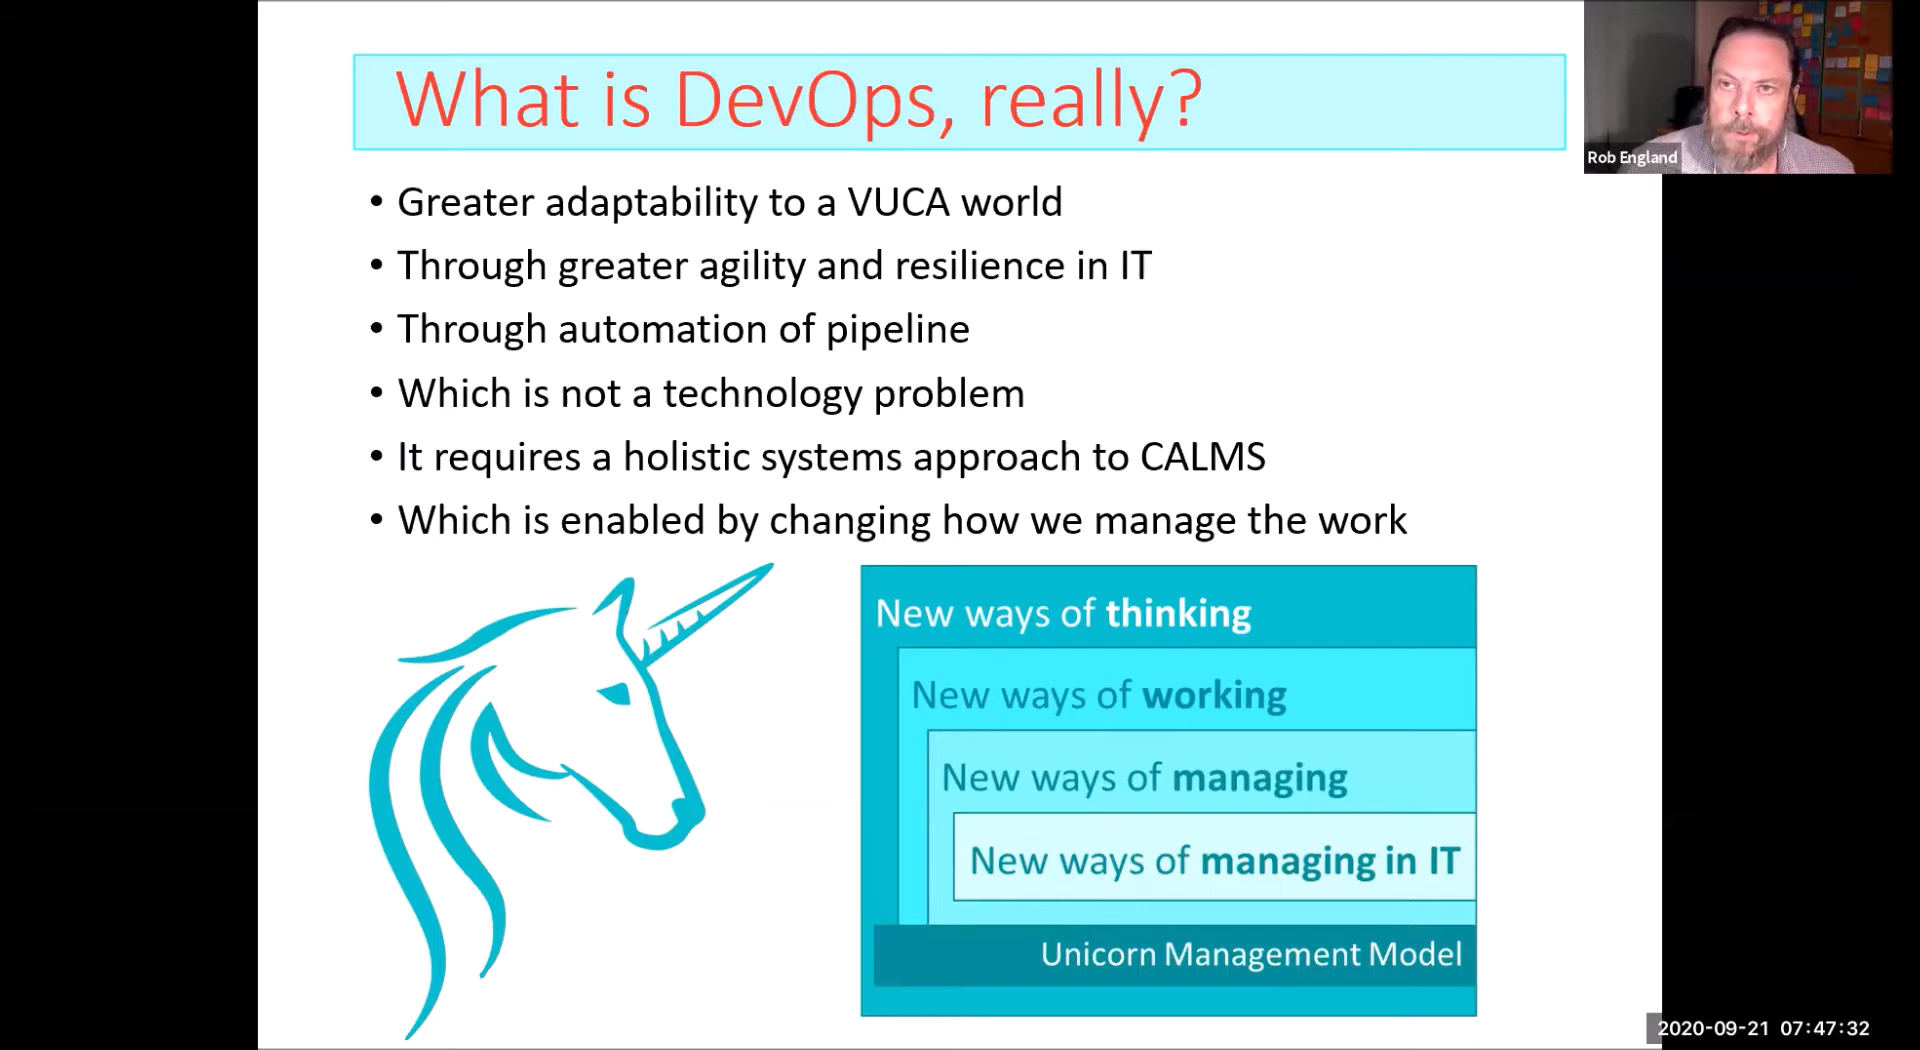 What is DevOps, really?
• Greater adaptability to a VUCA world
• Through greater agility and resilience in IT
• Through automation of pipeline
• Which is not a technology problem
• It requires a holistic systems approach to CALMS
• Which is enabled by changing how we manage the work
New ways of thinking
New ways of working
New ways of managing
New ways of managing in IT
Unicorn Management Model
Rob England
2020-09-21 07:47:32